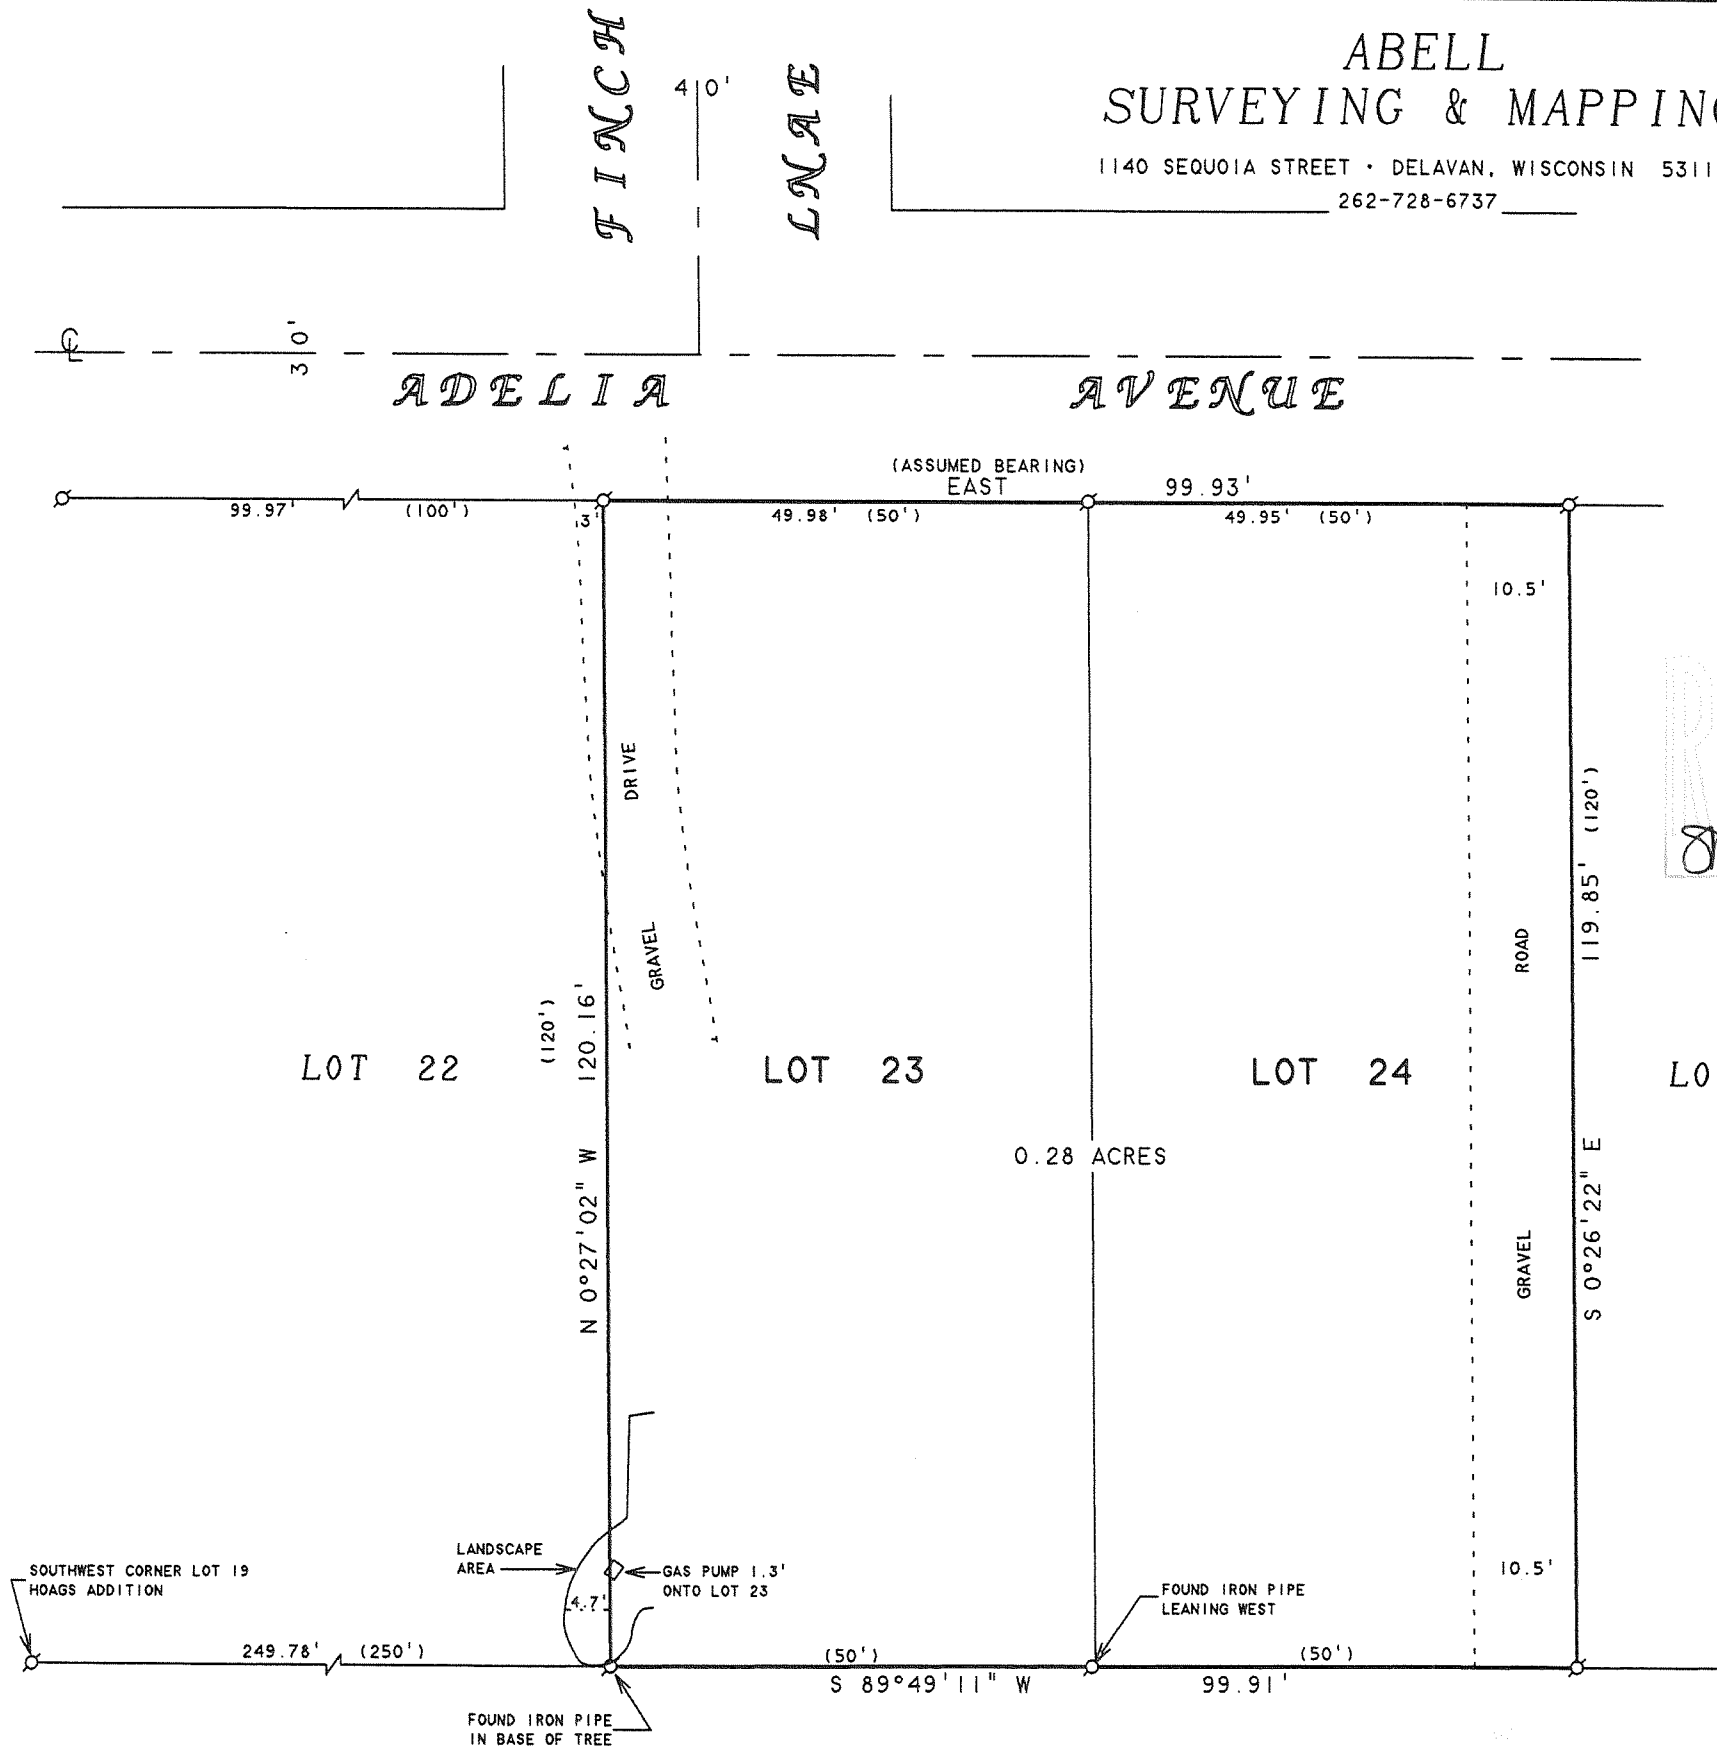 ABELL
SURVEYING & MAPPING
1140 SEQUOIA STREET · DELAVAN, WISCONSIN 5311
262-728-6737
FINCH
LNAE
40'
℄
30'
ADELIA AVENUE
(ASSUMED BEARING)
EAST 99.93'
99.97' (100')
3'
49.98' (50')
49.95' (50')
10.5'
DRIVE
GRAVEL
119.85' (120')
ROAD
(120')
120.16'
LOT 22
LOT 23
LOT 24
LO
0.28 ACRES
N 0°27'02" W
GRAVEL
S 0°26'22" E
SOUTHWEST CORNER LOT 19
HOAGS ADDITION
LANDSCAPE
AREA
GAS PUMP 1.3'
ONTO LOT 23
4.7'
FOUND IRON PIPE
LEANING WEST
10.5'
249.78' (250')
(50')
(50')
S 89°49'11" W
99.91'
FOUND IRON PIPE
IN BASE OF TREE